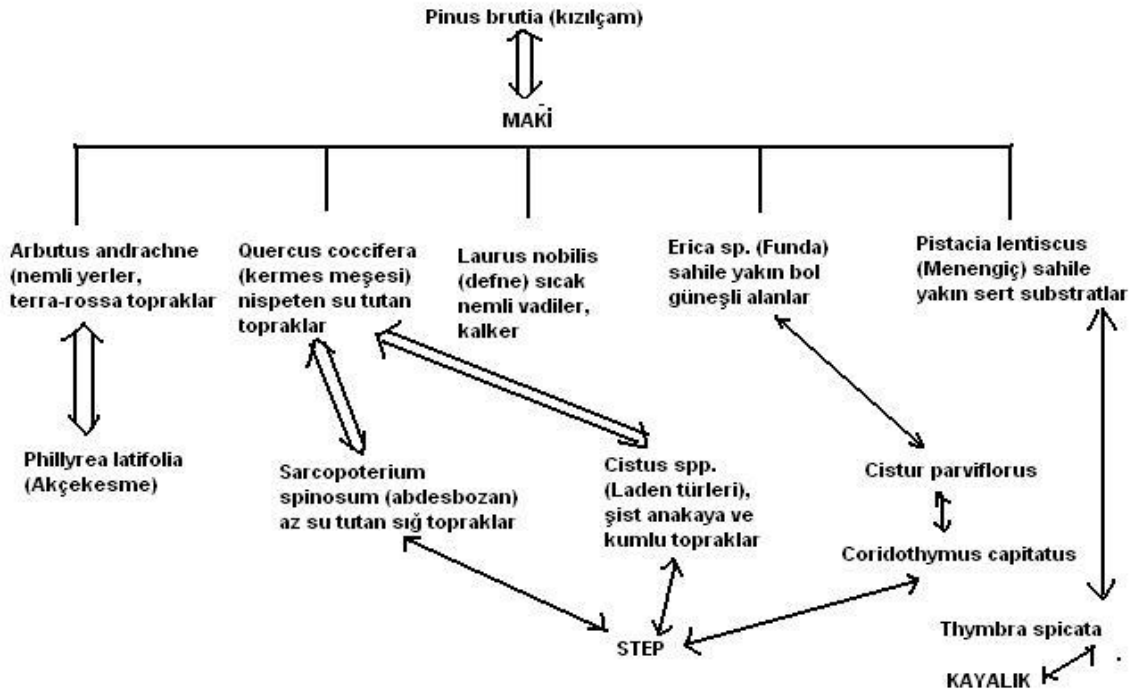 Pinus brutia (kızılçam)
MAKİ
Arbutus andrachne
(nemli yerler,
terra-rossa topraklar
Quercus coccifera
(kermes meşesi)
nispeten su tutan
topraklar
Laurus nobilis
(defne) sıcak
nemli vadiler,
kalker
Erica sp. (Funda)
sahile yakın bol
güneşli alanlar
Pistacia lentiscus
(Menengiç) sahile
yakın sert substratlar
Phillyrea latifolia
(Akçekesme)
Sarcopoterium
spinosum (abdesbozan)
az su tutan sığ topraklar
Cistus spp.
(Laden türleri),
şist anakaya ve
kumlu topraklar
Cistur parviflorus
Coridothymus capitatus
STEP
Thymbra spicata
KAYALIK